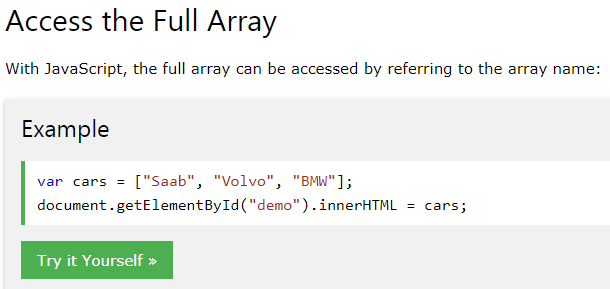 Access the Full Array
With JavaScript, the full array can be accessed by referring to the array name:
Example
var cars = ["Saab", "Volvo", "BMW"];
document.getElementById("demo").innerHTML = cars;
Try it Yourself »